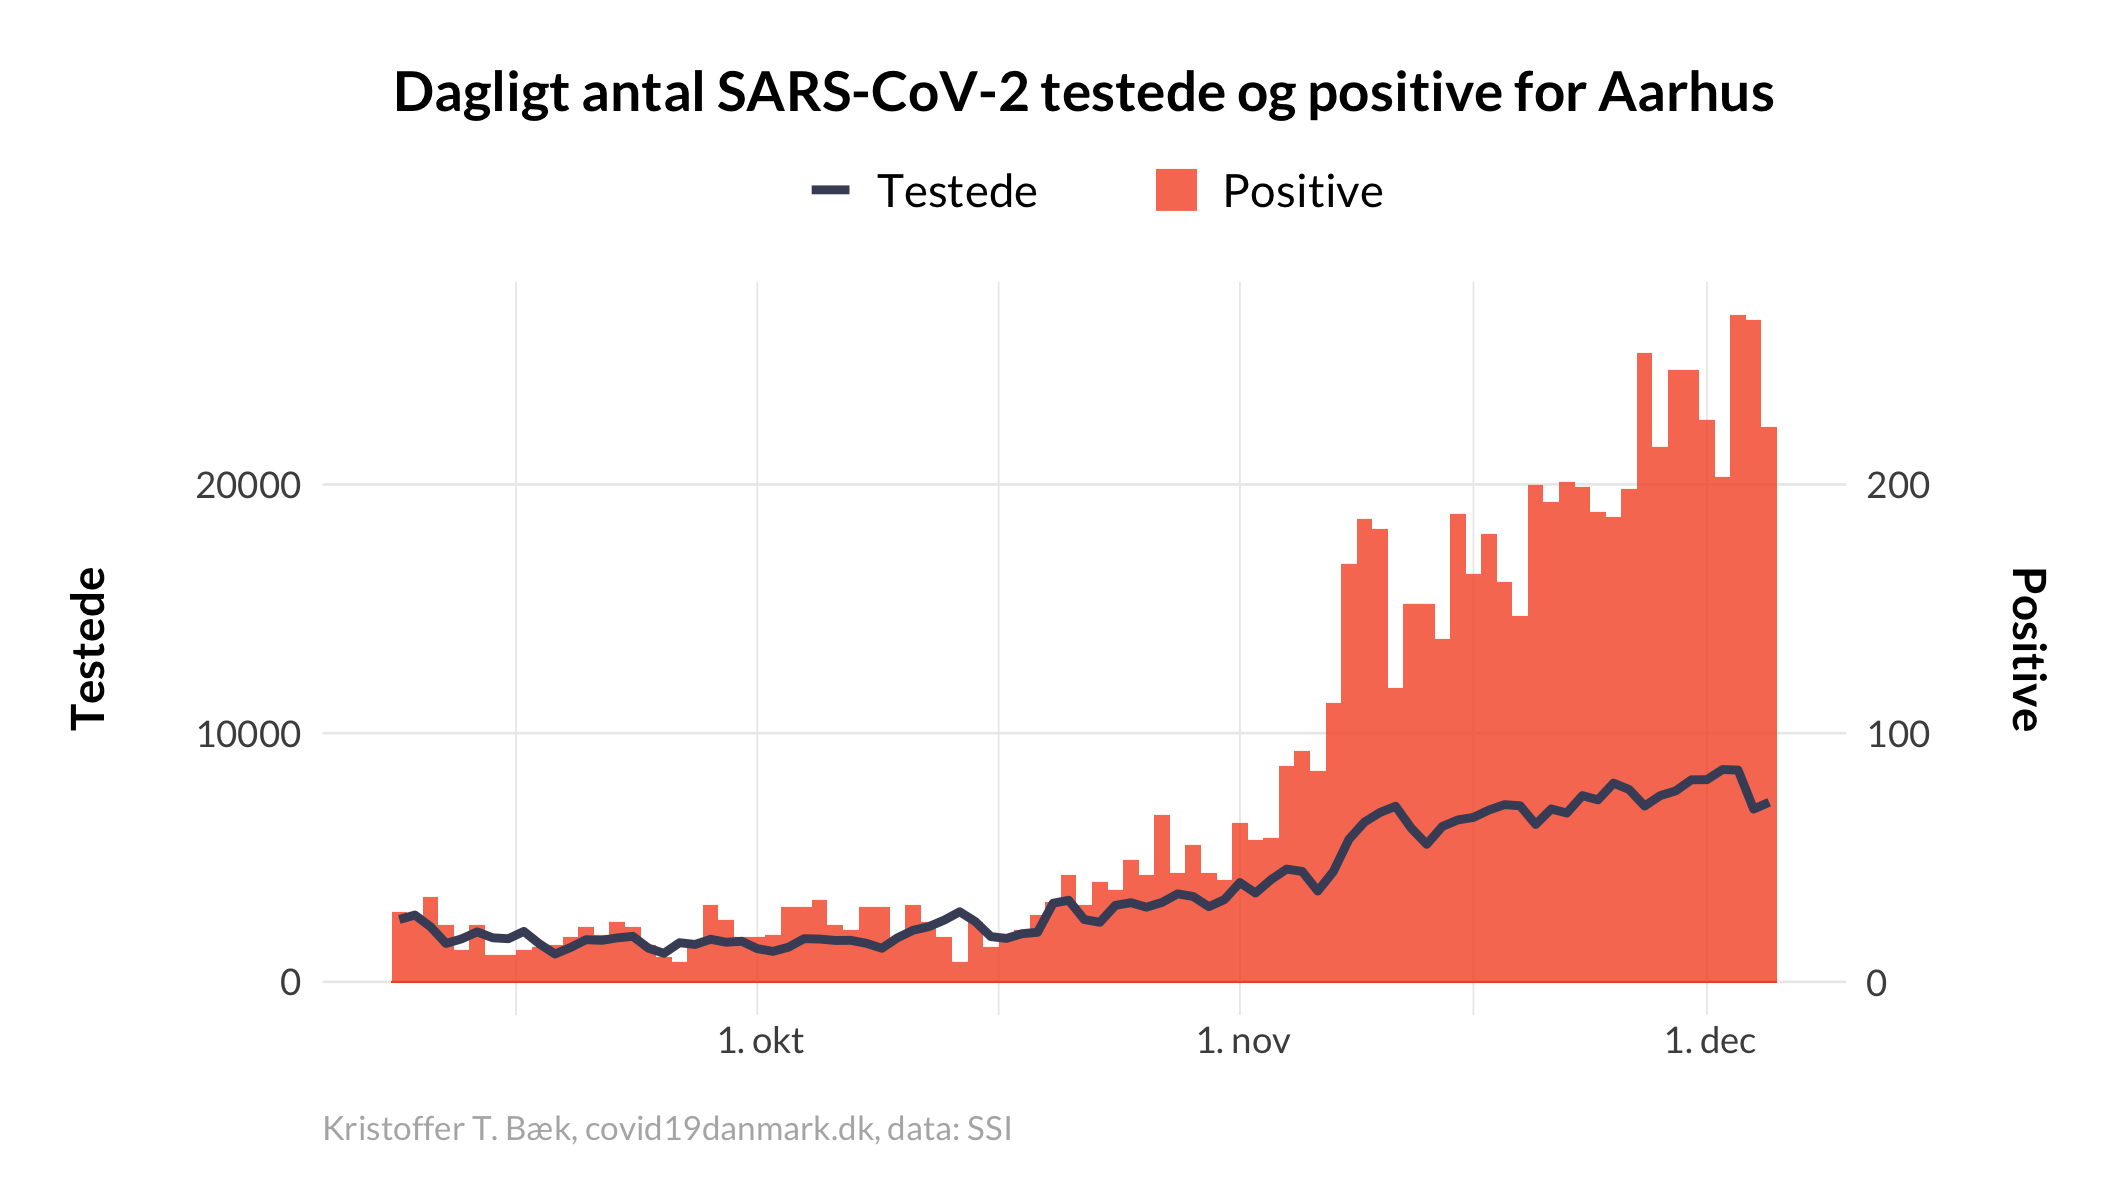 Dagligt antal SARS-CoV-2 testede og positive for Aarhus
Testede
Positive
Testede
20000
10000
0
200
100
0
Positive
1. okt
1. nov
1. dec
Kristoffer T. Bæk, covid19danmark.dk, data: SSI